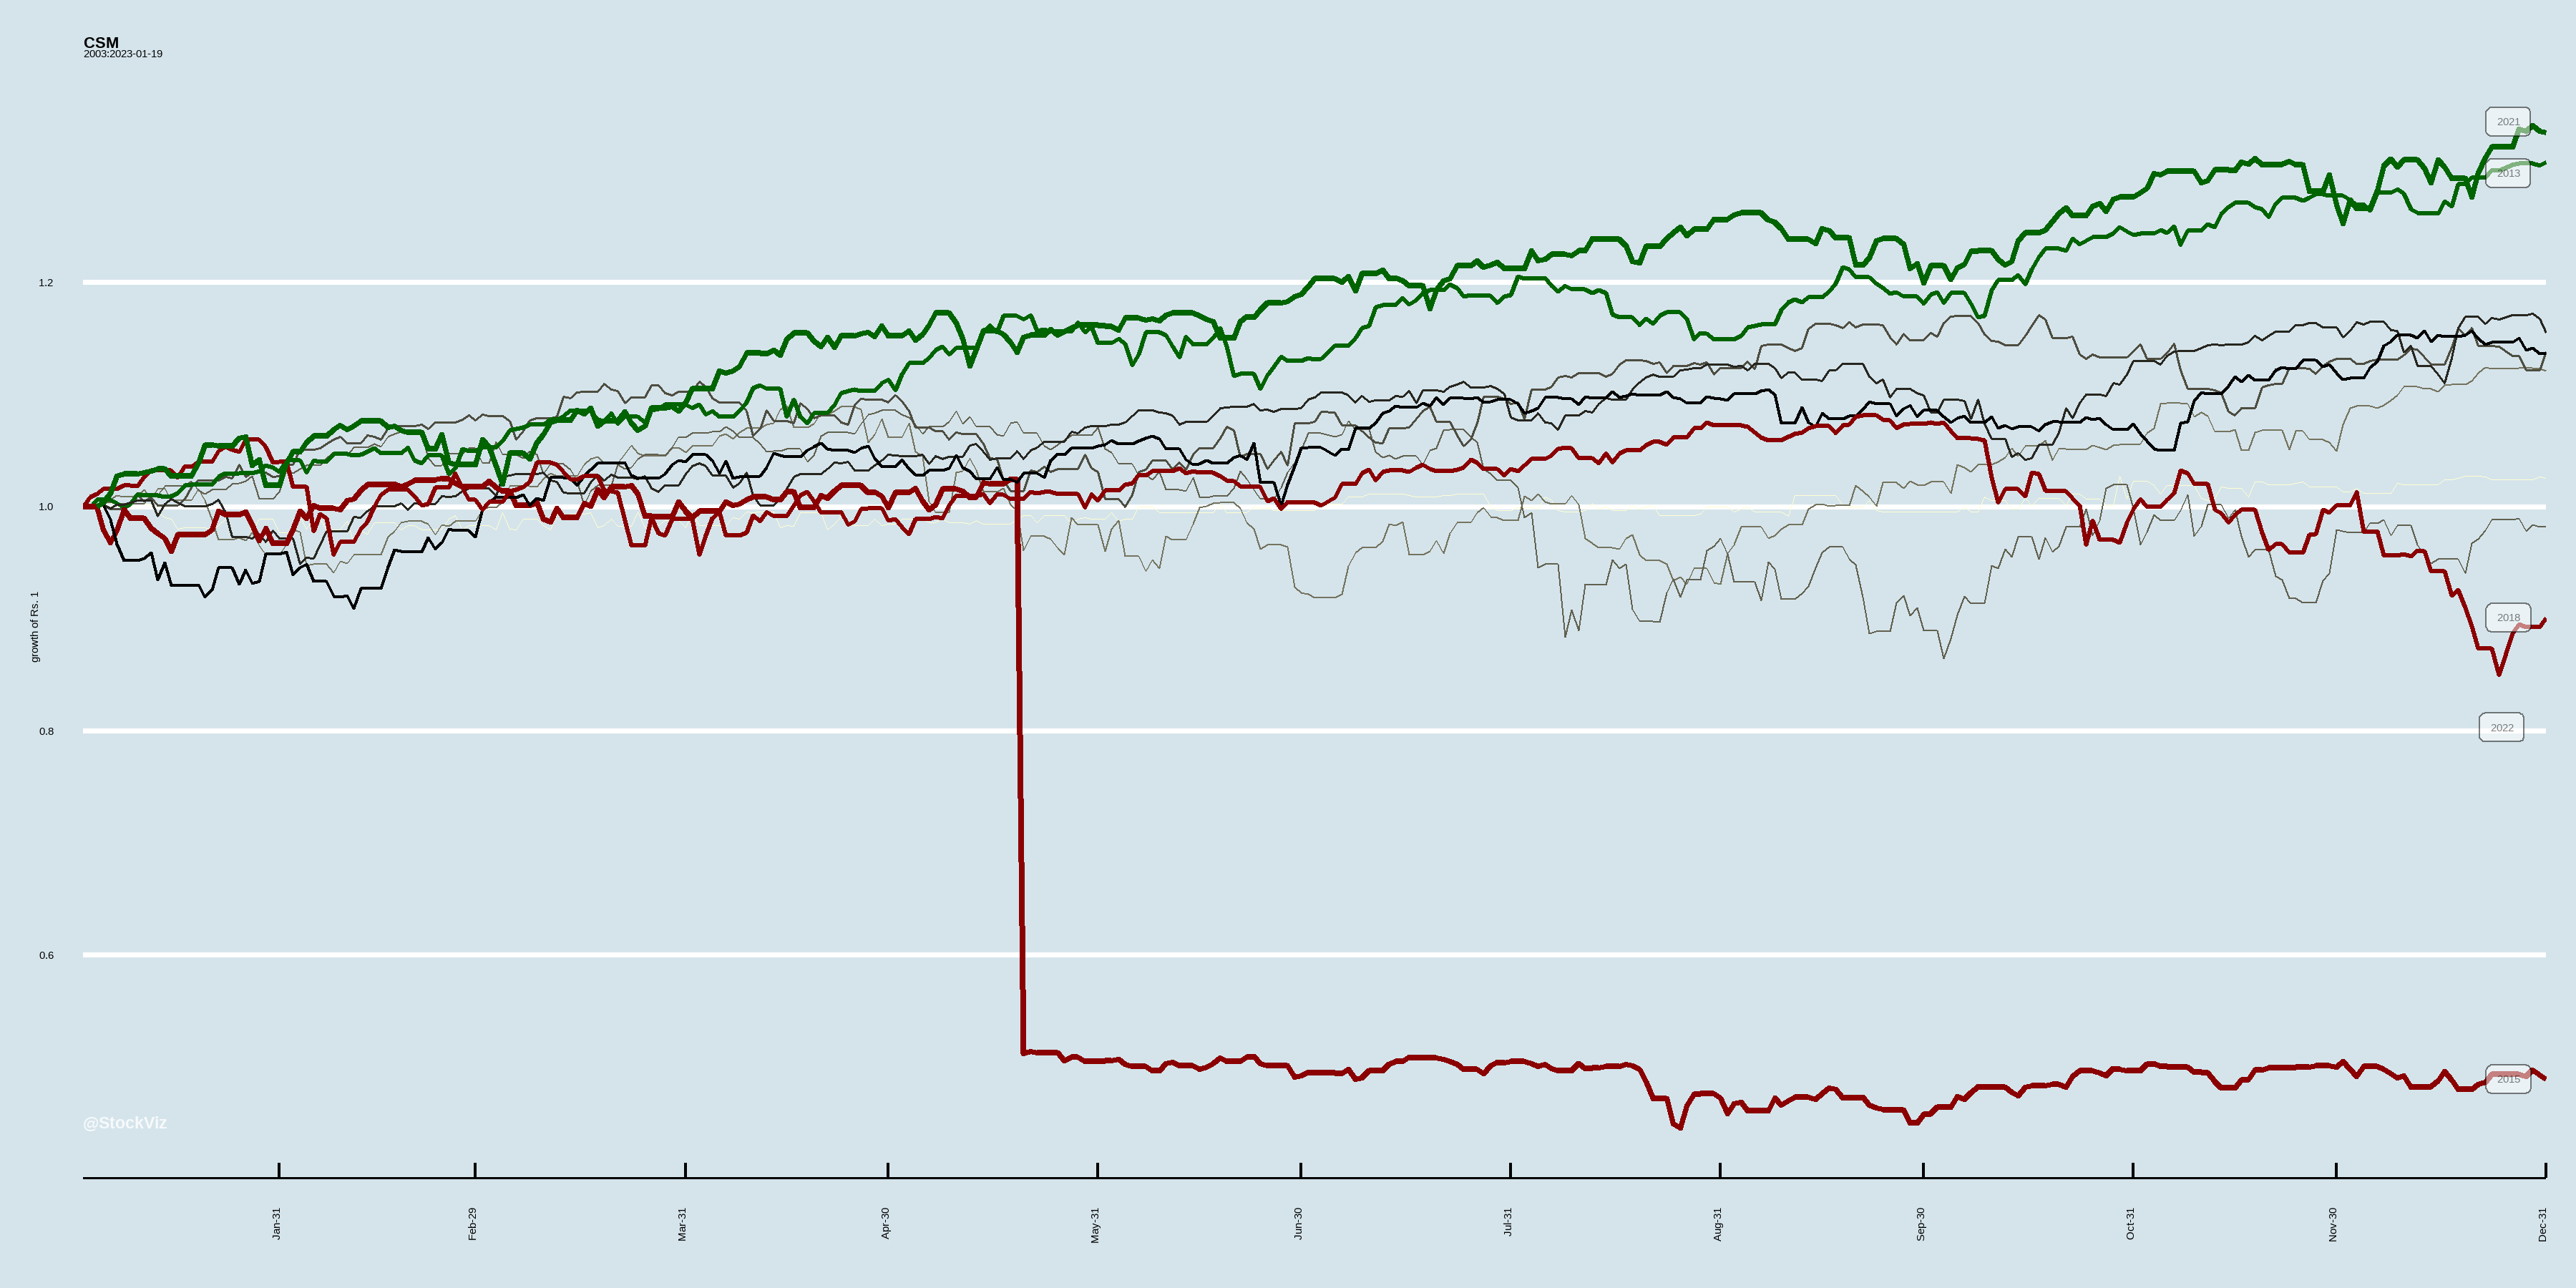 CSM
2003:2023-01-19
2021
2013
1.2
1.0
growth of Rs. 1
2018
2022
0.8
0.6
2015
@StockViz
Jan-31
Feb-29
Mar-31
Apr-30
May-31
Jun-30
Jul-31
Aug-31
Sep-30
Oct-31
Nov-30
Dec-31